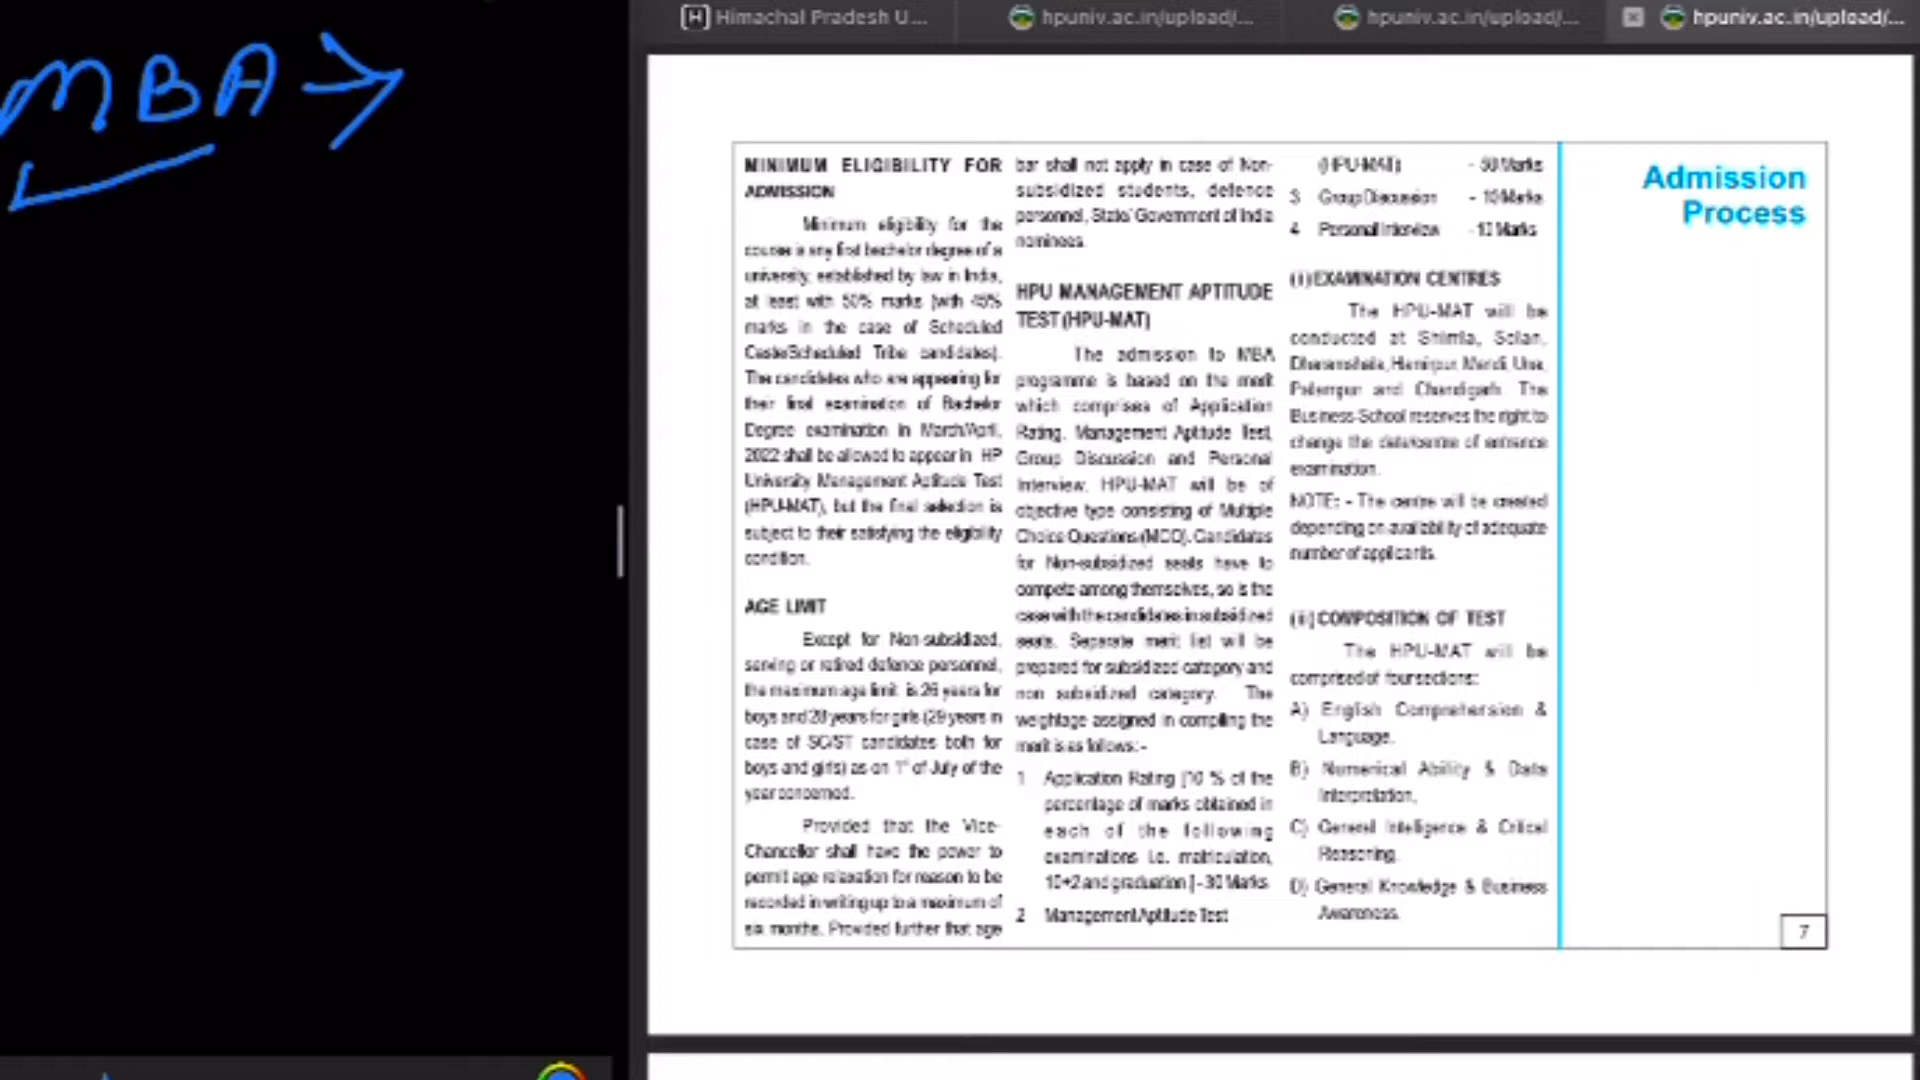 MBA →
Himachal Pradesh U...
hpuniv.ac.in/upload/...
hpuniv.ac.in/upload/...
hpuniv.ac.in/upload/...
MINIMUM ELIGIBILITY FOR
ADMISSION
Minimum eligibility for the
course is any first bachelor degree of a
university, established by law in India,
at least with 50% marks (with 45%
marks in the case of Scheduled
Caste/Scheduled Tribe candidates).
The candidates who are appearing for
their final examination of Bachelor
Degree examination in March/April,
2022 shall be allowed to appear in HP
University Management Aptitude Test
(HPU-MAT), but the final selection is
subject to their satisfying the eligibility
condition.
AGE LIMIT
Except for Non-subsidized,
serving or retired defence personnel,
the maximum age limit is 26 years for
boys and 28 years for girls (29 years in
case of SC/ST candidates both for
boys and girls) as on 1st of July of the
year concerned.
Provided that the Vice-
Chancellor shall have the power to
permit age relaxation for reason to be
recorded in writing up to a maximum of
six months. Provided further that age
bar shall not apply in case of Non-
subsidized students, defence
personnel, State/ Government of India
nominees.
HPU MANAGEMENT APTITUDE
TEST (HPU-MAT)
The admission to MBA
programme is based on the merit
which comprises of Application
Rating, Management Aptitude Test,
Group Discussion and Personal
Interview. HPU-MAT will be of
objective type consisting of Multiple
Choice Questions (MCQ). Candidates
for Non-subsidized seats have to
compete among themselves, so is the
case with the candidates in subsidized
seats. Separate merit list will be
prepared for subsidized category and
non subsidized category. The
weightage assigned in compiling the
merit is as follows:-
1 Application Rating [10 % of the
percentage of marks obtained in
each of the following
examinations i.e. matriculation,
10+2 and graduation ] - 30 Marks
2 Management Aptitude Test
(HPU-MAT) - 50 Marks
3 Group Discussion - 10 Marks
4 Personal Interview - 10 Marks
(i) EXAMINATION CENTRES
The HPU-MAT will be
conducted at Shimla, Solan,
Dharamshala, Hamirpur, Mandi, Una,
Palampur and Chandigarh. The
Business School reserves the right to
change the date/centre of entrance
examination.
NOTE: - The centre will be created
depending on availability of adequate
number of applicants.
(ii) COMPOSITION OF TEST
The HPU-MAT will be
comprised of four sections:
A) English Comprehension &
Language,
B) Numerical Ability & Data
Interpretation,
C) General Intelligence & Critical
Reasoning,
D) General Knowledge & Business
Awareness.
Admission
Process
7